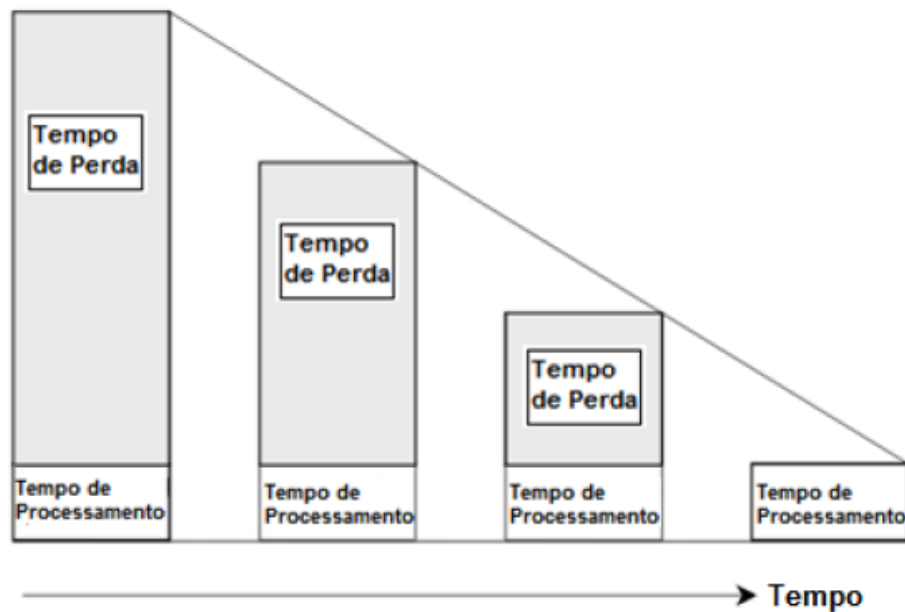 Tempo
de Perda
Tempo
de Perda
Tempo
de Perda
Tempo de
Processamento
Tempo de
Processamento
Tempo de
Processamento
Tempo de
Processamento
Tempo